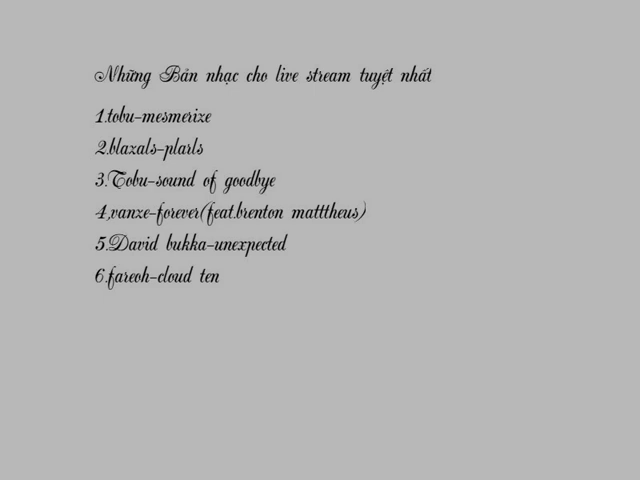 Những Bản nhạc cho live stream tuyệt nhất
1.tobu-mesmerize
2.blazals-plarls
3.Tobu-sound of goodbye
4,vanze-forever(feat.brenton matttheus)
5.David bukka-unexpected
6.fareoh-cloud ten